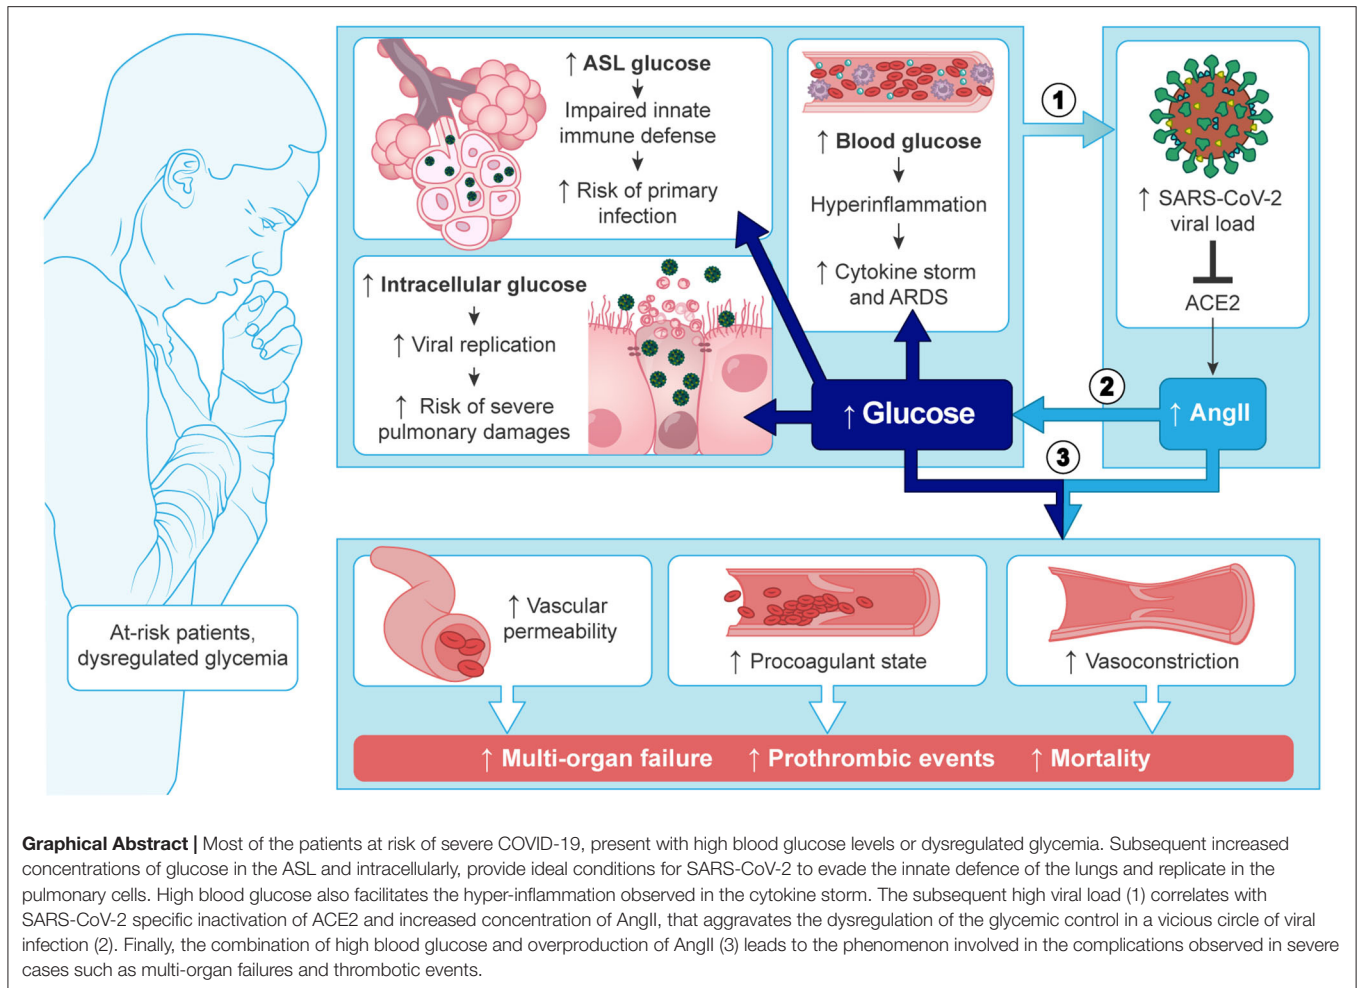 ↑ ASL glucose
Impaired innate
immune defense
↑ Risk of primary
infection
↑ Blood glucose
Hyperinflammation
↑ Cytokine storm
and ARDS
1
↑ SARS-CoV-2
viral load
ACE2
↑ Intracellular glucose
↑ Viral replication
↑ Risk of severe
pulmonary damages
↑ Glucose
2
↑ AngII
3
At-risk patients,
dysregulated glycemia
↑ Vascular
permeability
↑ Procoagulant state
↑ Vasoconstriction
↑ Multi-organ failure ↑ Prothrombic events ↑ Mortality
Graphical Abstract | Most of the patients at risk of severe COVID-19, present with high blood glucose levels or dysregulated glycemia. Subsequent increased
concentrations of glucose in the ASL and intracellularly, provide ideal conditions for SARS-CoV-2 to evade the innate defence of the lungs and replicate in the
pulmonary cells. High blood glucose also facilitates the hyper-inflammation observed in the cytokine storm. The subsequent high viral load (1) correlates with
SARS-CoV-2 specific inactivation of ACE2 and increased concentration of AngII, that aggravates the dysregulation of the glycemic control in a vicious circle of viral
infection (2). Finally, the combination of high blood glucose and overproduction of AngII (3) leads to the phenomenon involved in the complications observed in severe
cases such as multi-organ failures and thrombotic events.